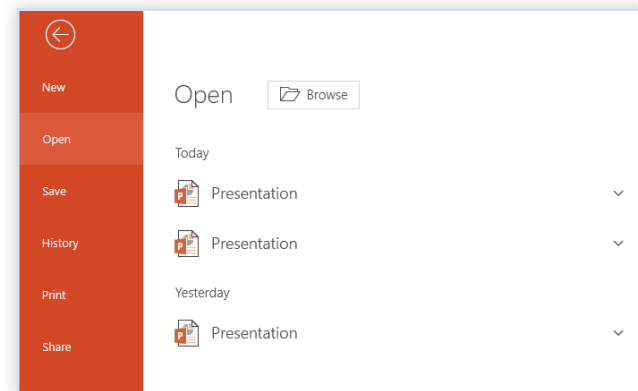 New
Open
Save
History
Print
Share
Open
Browse
Today
P Presentation
P Presentation
Yesterday
P Presentation